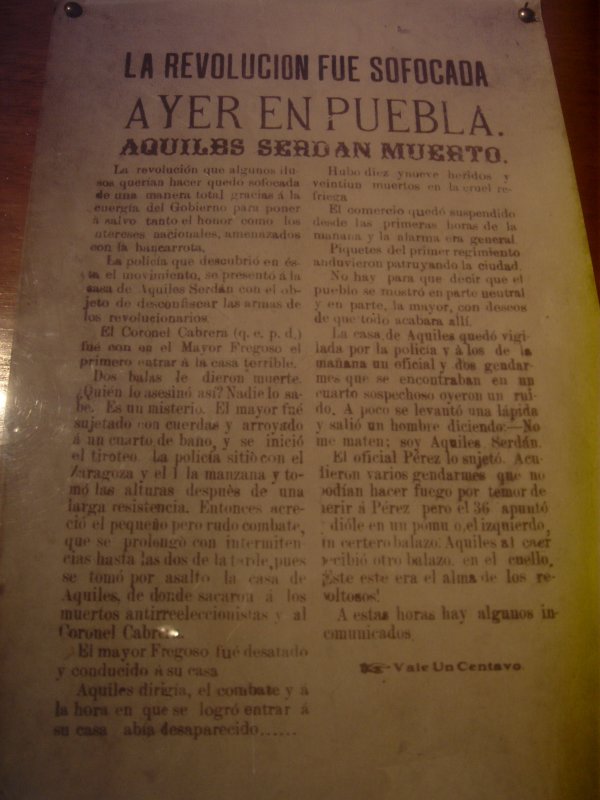 LA REVOLUCION FUE SOFOCADA
AYER EN PUEBLA.
AQUILES SERDAN MUERTO.
La revolución que algunos ilu-
sos querían hacer quedo sofocada
de una manera total gracias á la
energía del Gobierno para poner
á salvo tanto el honor como los
ntereses nacionales, amenazados
con la bancarrota.
La policía que descubrió en és-
ta el movimiento, se presentó á la
casa de Aquiles Serdán con el ob-
jeto de desconfiscar las armas de
los revolucionarios.
El Coronel Cabrera (q. e. p. d.)
fué con en el Mayor Fregoso el
primero entrar á la casa terrible.
Dos balas le dieron muerte.
¿Quién lo asesinó así? Nadie lo sa-
be. Es un misterio. El mayor fué
sujetado con cuerdas y arroyado
á un cuarto de baño, y se inició
el tiroteo. La policía sitió con el
Zaragoza y el 1 la manzana y to-
mó las alturas después de una
larga resistencia. Entonces acre-
ció el pequeño pero rudo combate,
que se prolongó con intermiten-
cias hasta las dos de la tarde, pues
se tomó por asalto la casa de
Aquiles, de donde sacaron á los
muertos antirreeleccionistas y al
Coronel Cabrera.
El mayor Fregoso fué desatado
y conducido á su casa
Aquiles dirigía, el combate y á
la hora en que se logró entrar á
su casa abía desaparecido......
Hubo diez ynueve heridos y
veintiun muertos en la cruel re-
friega
El comercio quedó suspendido
desde las primeras horas de la
mañana y la alarma era general.
Piquetes del primer regimiento
anduvieron patruyando la ciudad.
No hay para que decir que el
pueblo se mostró en parte neutral
y en parte, la mayor, con deseos
de que todo acabara allí.
La casa de Aquiles quedó vigi-
lada por la policía y á los de la
mañana un oficial y dos gendar-
mes que se encontraban en un
cuarto sospechoso oyeron un rui-
do. A poco se levantó una lápida
y salió un hombre diciendo:—No
me maten; soy Aquiles Serdán.
El oficial Pérez lo sujetó. Acu-
dieron varios gendarmes que no
podían hacer fuego por temor de
herir á Pérez pero el 36 apuntó
dióle en un pómu o,el izquierdo,
un certero balazo. Aquiles al caer
recibió otro balazo, en el cuello,
¡Este este era el alma de los re-
voltosos!
A estas horas hay algunos in-
comunicados
Vale Un Centavo.